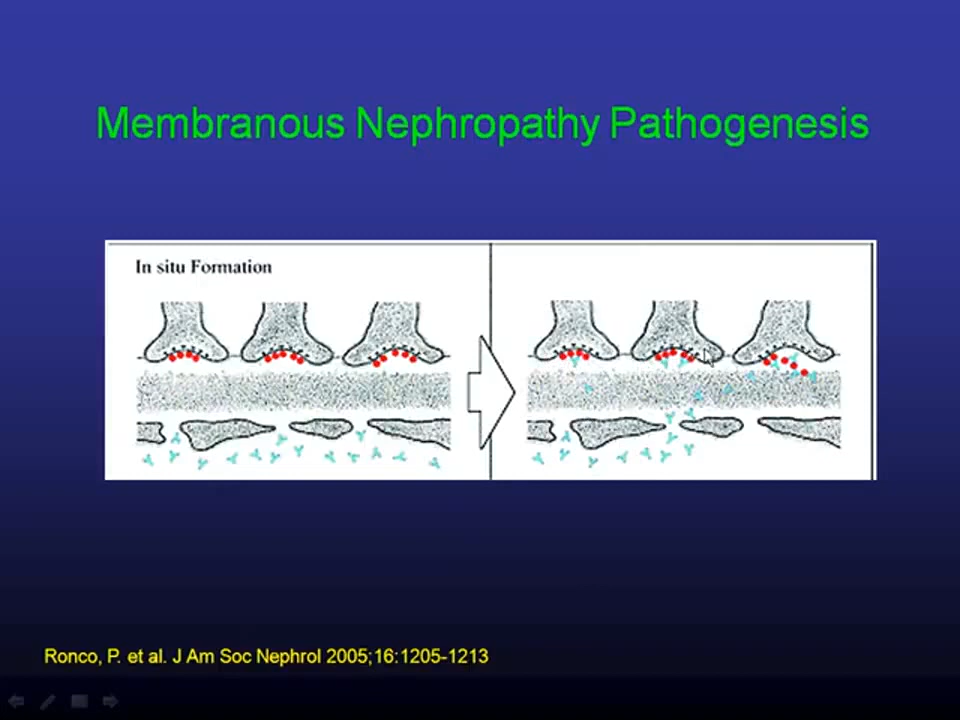 Membranous Nephropathy Pathogenesis
In situ Formation
Ronco, P. et al. J Am Soc Nephrol 2005;16:1205-1213